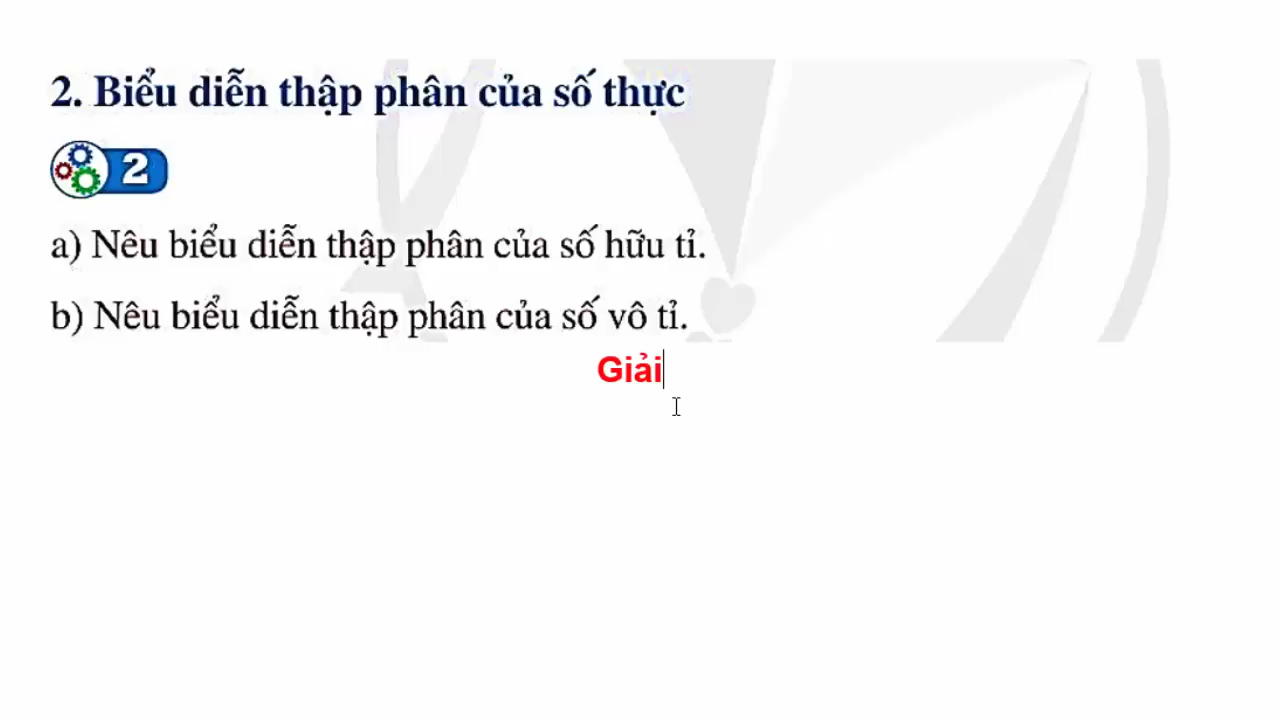 2. Biểu diễn thập phân của số thực
2
a) Nêu biểu diễn thập phân của số hữu tỉ.
b) Nêu biểu diễn thập phân của số vô tỉ.
Giải